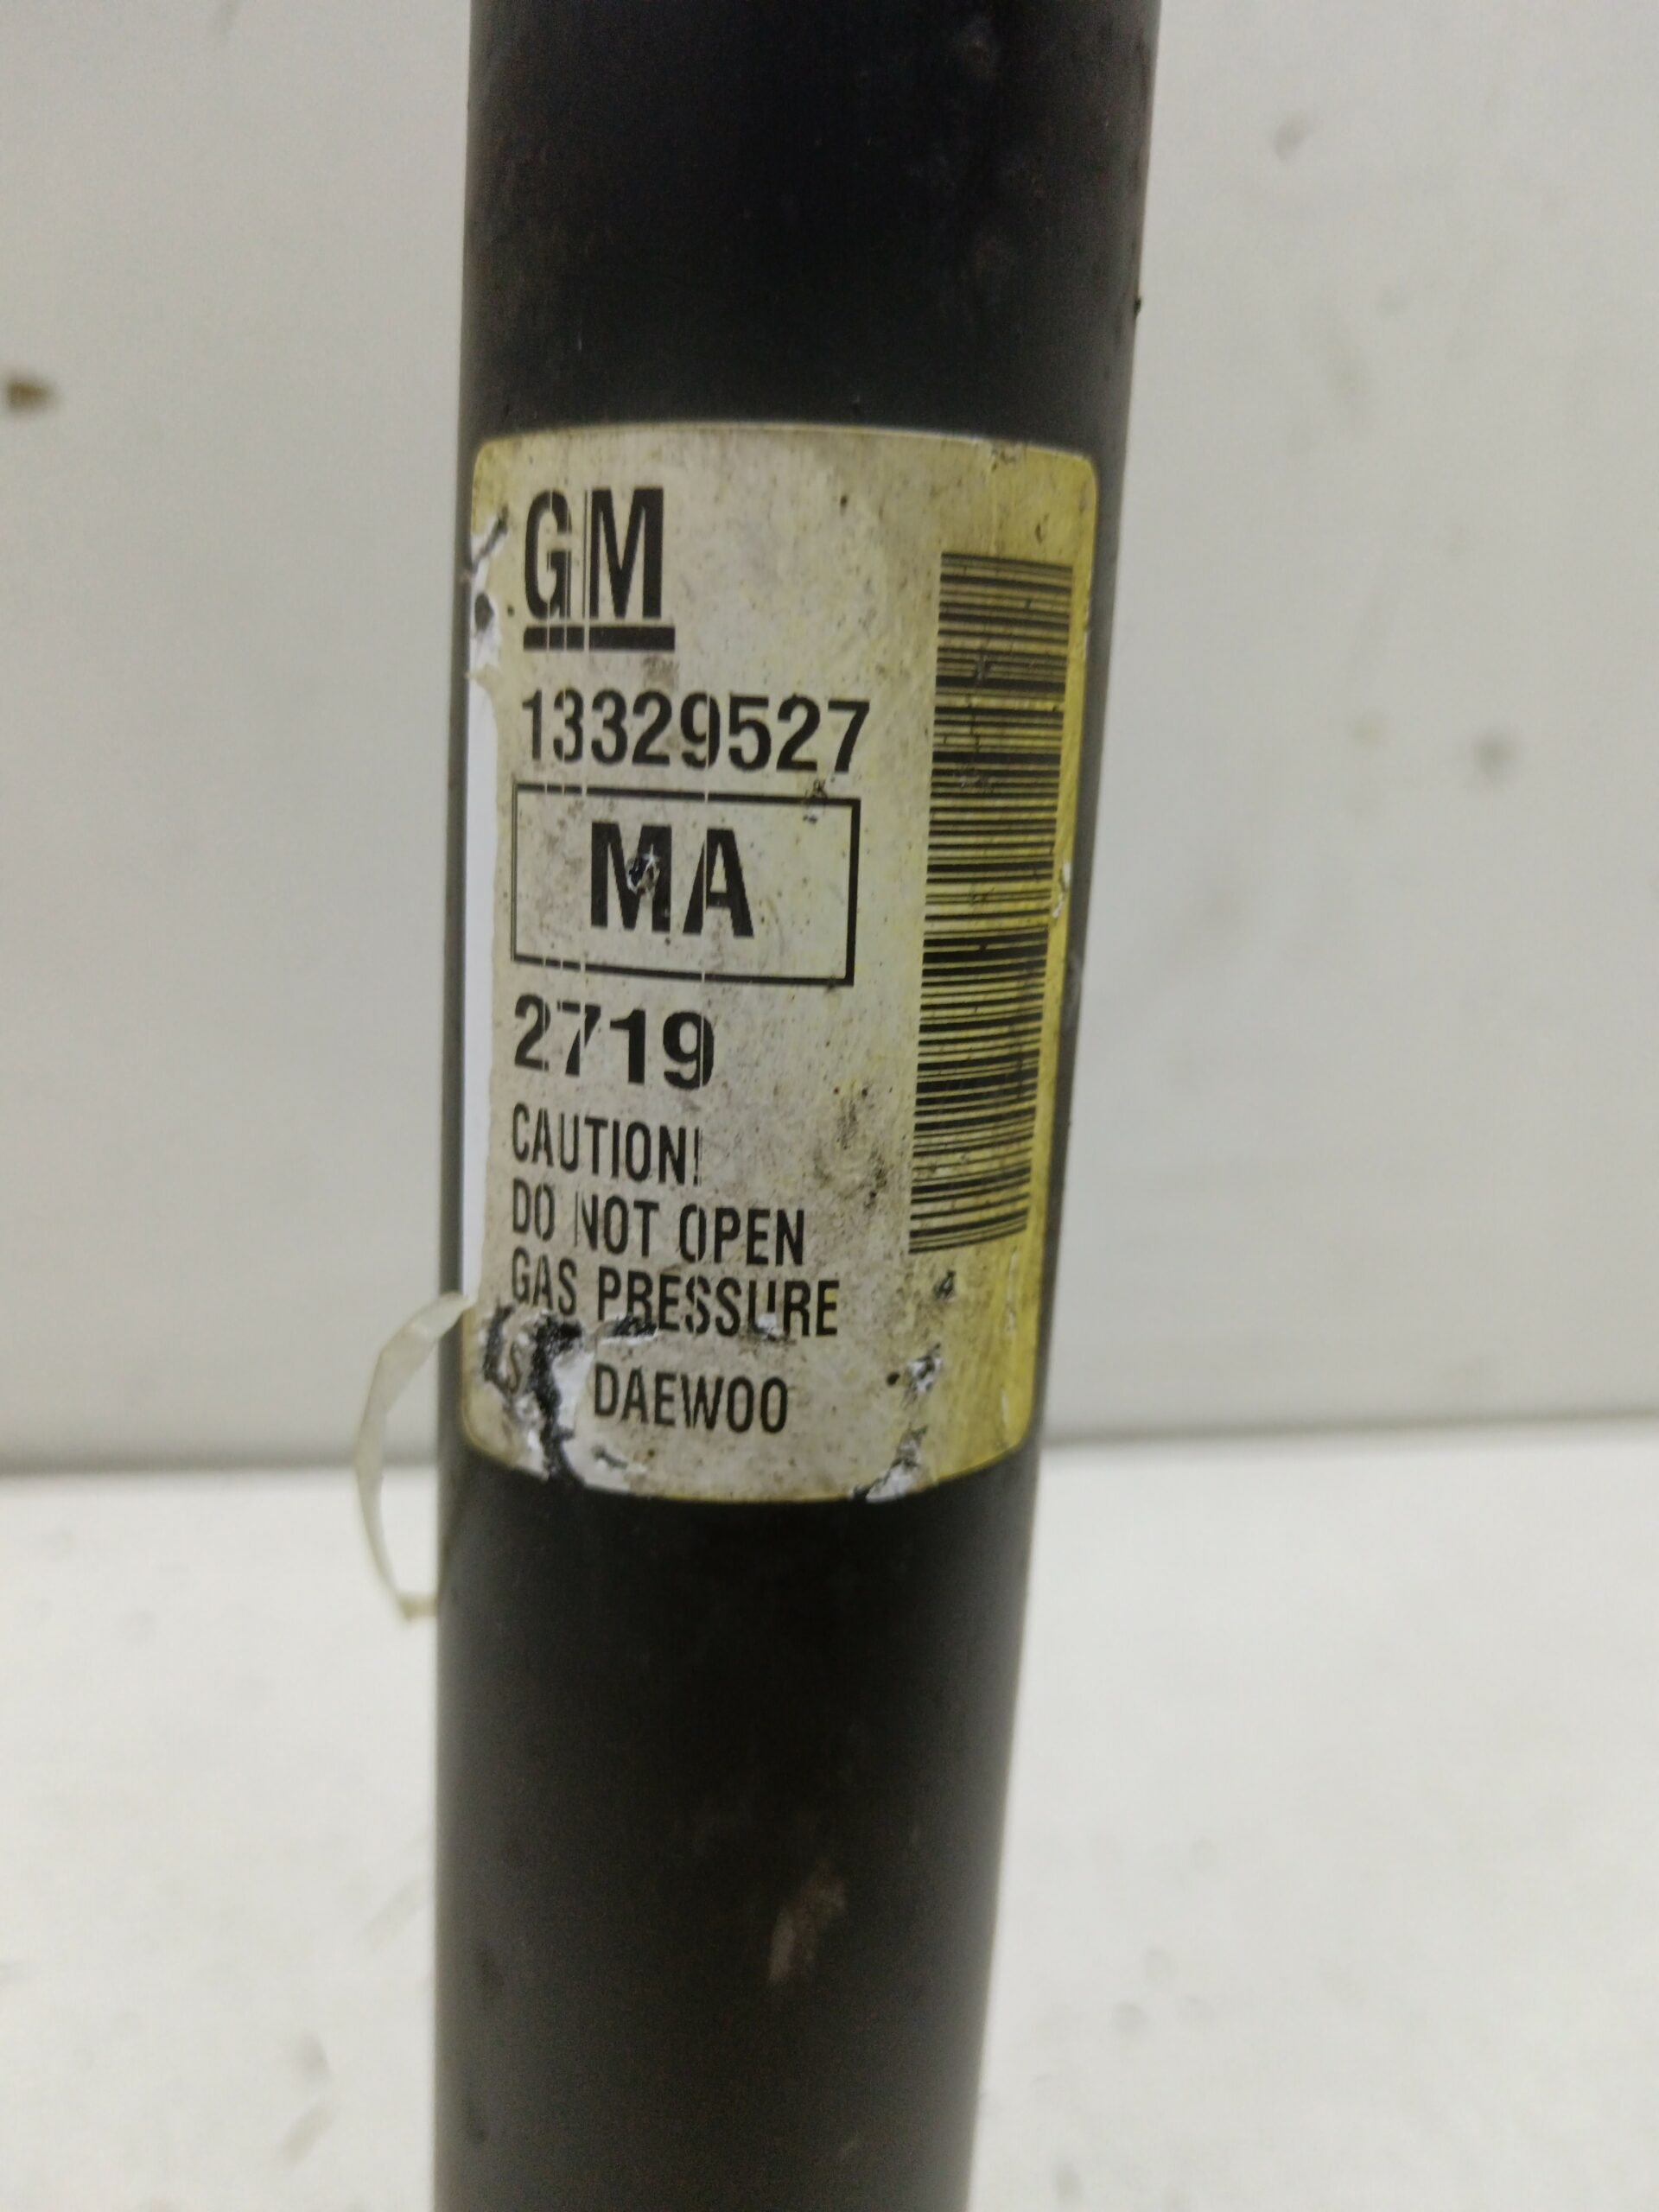 GM
13329527
MA
2719
CAUTION!
DO NOT OPEN
GAS PRESSURE
DAEWOO